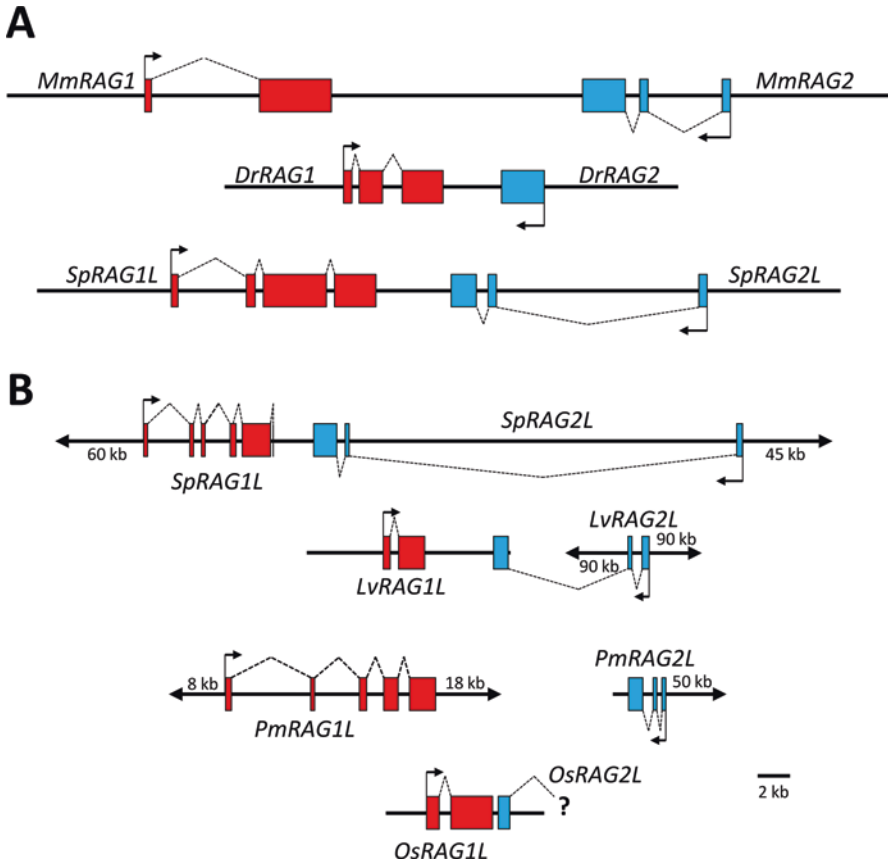 A
MmRAG1 MmRAG2
DrRAG1 DrRAG2
SpRAG1L SpRAG2L
B
SpRAG2L
60 kb 45 kb
SpRAG1L
LvRAG2L
90 kb
90 kb
LvRAG1L
PmRAG2L
8 kb 18 kb 50 kb
PmRAG1L
OsRAG2L
?
2 kb
OsRAG1L